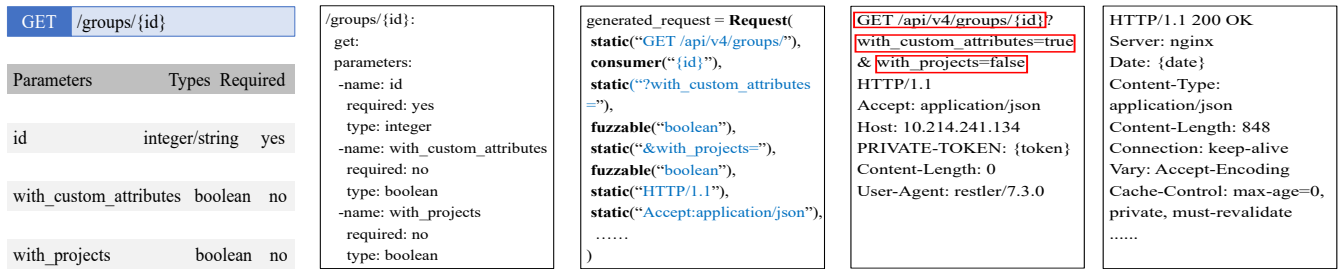 GET /groups/{id}
Parameters Types Required
id integer/string yes
with_custom_attributes boolean no
with_projects boolean no
/groups/{id}:
get:
parameters:
-name: id
required: yes
type: integer
-name: with_custom_attributes
required: no
type: boolean
-name: with_projects
required: no
type: boolean
generated_request = Request(
static(“GET /api/v4/groups/”),
consumer(“{id}”),
static(“?with_custom_attributes
=”),
fuzzable(“boolean”),
static(“&with_projects=”),
fuzzable(“boolean”),
static(“HTTP/1.1”),
static(“Accept:application/json”),
……
)
GET /api/v4/groups/{id}?
with_custom_attributes=true
& with_projects=false
HTTP/1.1
Accept: application/json
Host: 10.214.241.134
PRIVATE-TOKEN: {token}
Content-Length: 0
User-Agent: restler/7.3.0
HTTP/1.1 200 OK
Server: nginx
Date: {date}
Content-Type:
application/json
Content-Length: 848
Connection: keep-alive
Vary: Accept-Encoding
Cache-Control: max-age=0,
private, must-revalidate
......